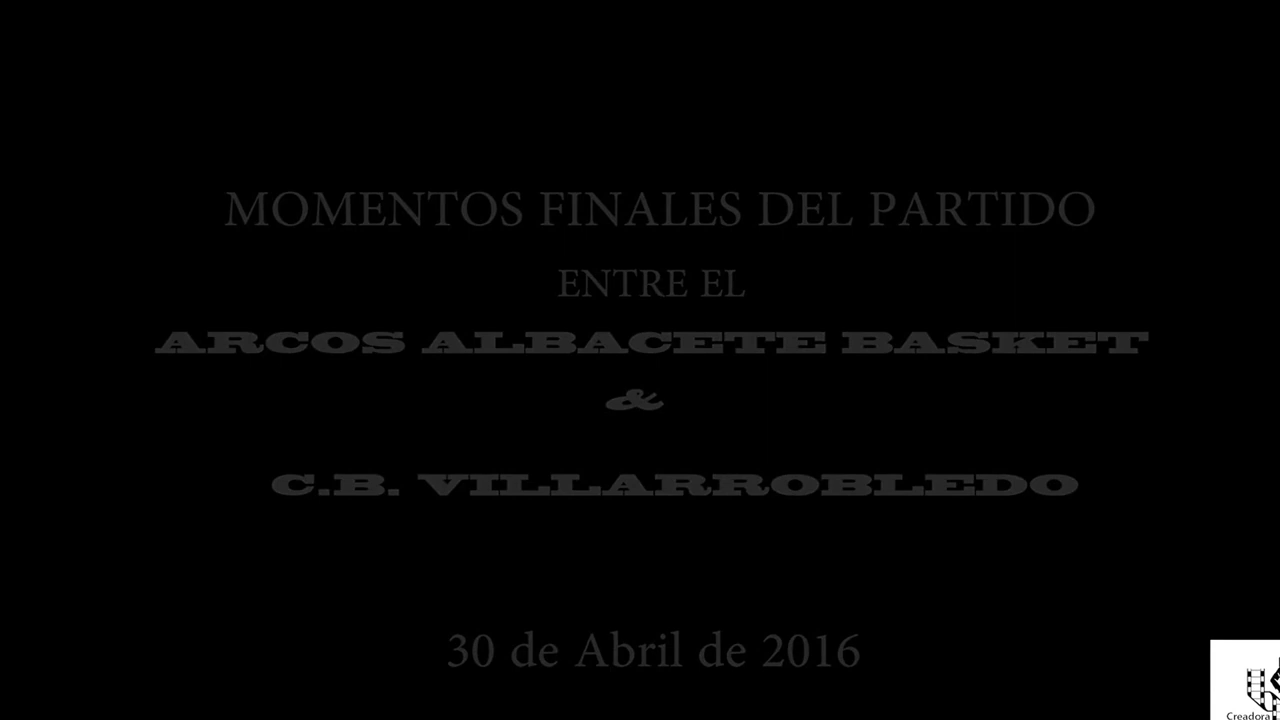 MOMENTOS FINALES DEL PARTIDO
ENTRE EL
ARCOS ALBACETE BASKET
&
C.B. VILLARROBLEDO
30 de Abril de 2016
Creadora